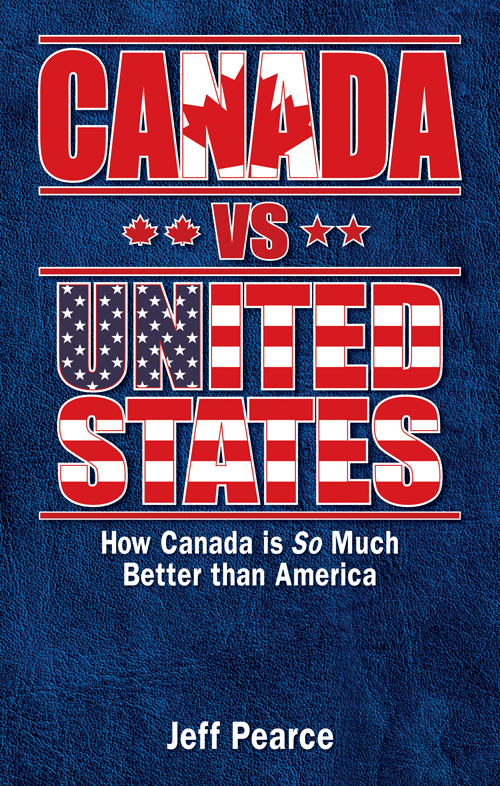 CANADA
VS
UNITED
STATES
How Canada is So Much
Better than America
Jeff Pearce